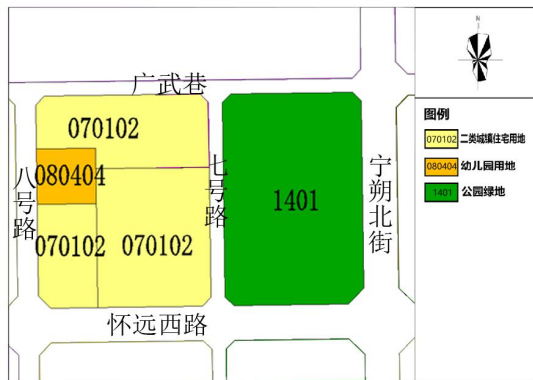 N
广武巷
070102
080404
070102
070102
八号路
七号路
1401
宁朔北街
怀远西路
图例
070102 二类城镇住宅用地
080404 幼儿园用地
1401 公园绿地